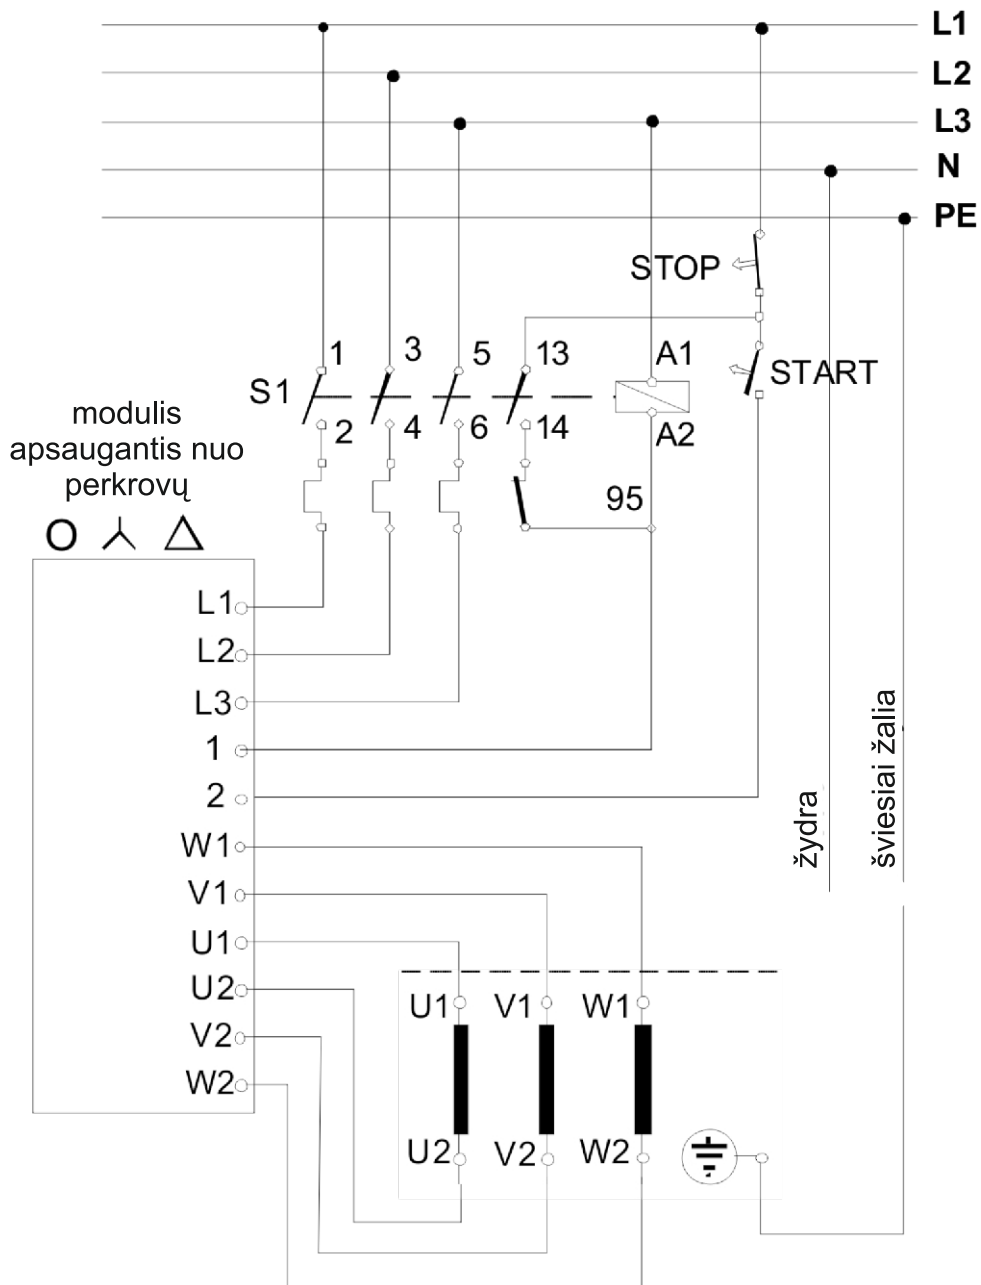 L1
L2
L3
N
PE
STOP
1
3
5
13
A1
START
S1
2
4
6
14
A2
modulis
apsaugantis nuo
perkrovų
95
L1
L2
L3
1
2
W1
V1
U1
U2
V2
W2
žydra
šviesiai žalia
U1
V1
W1
U2
V2
W2